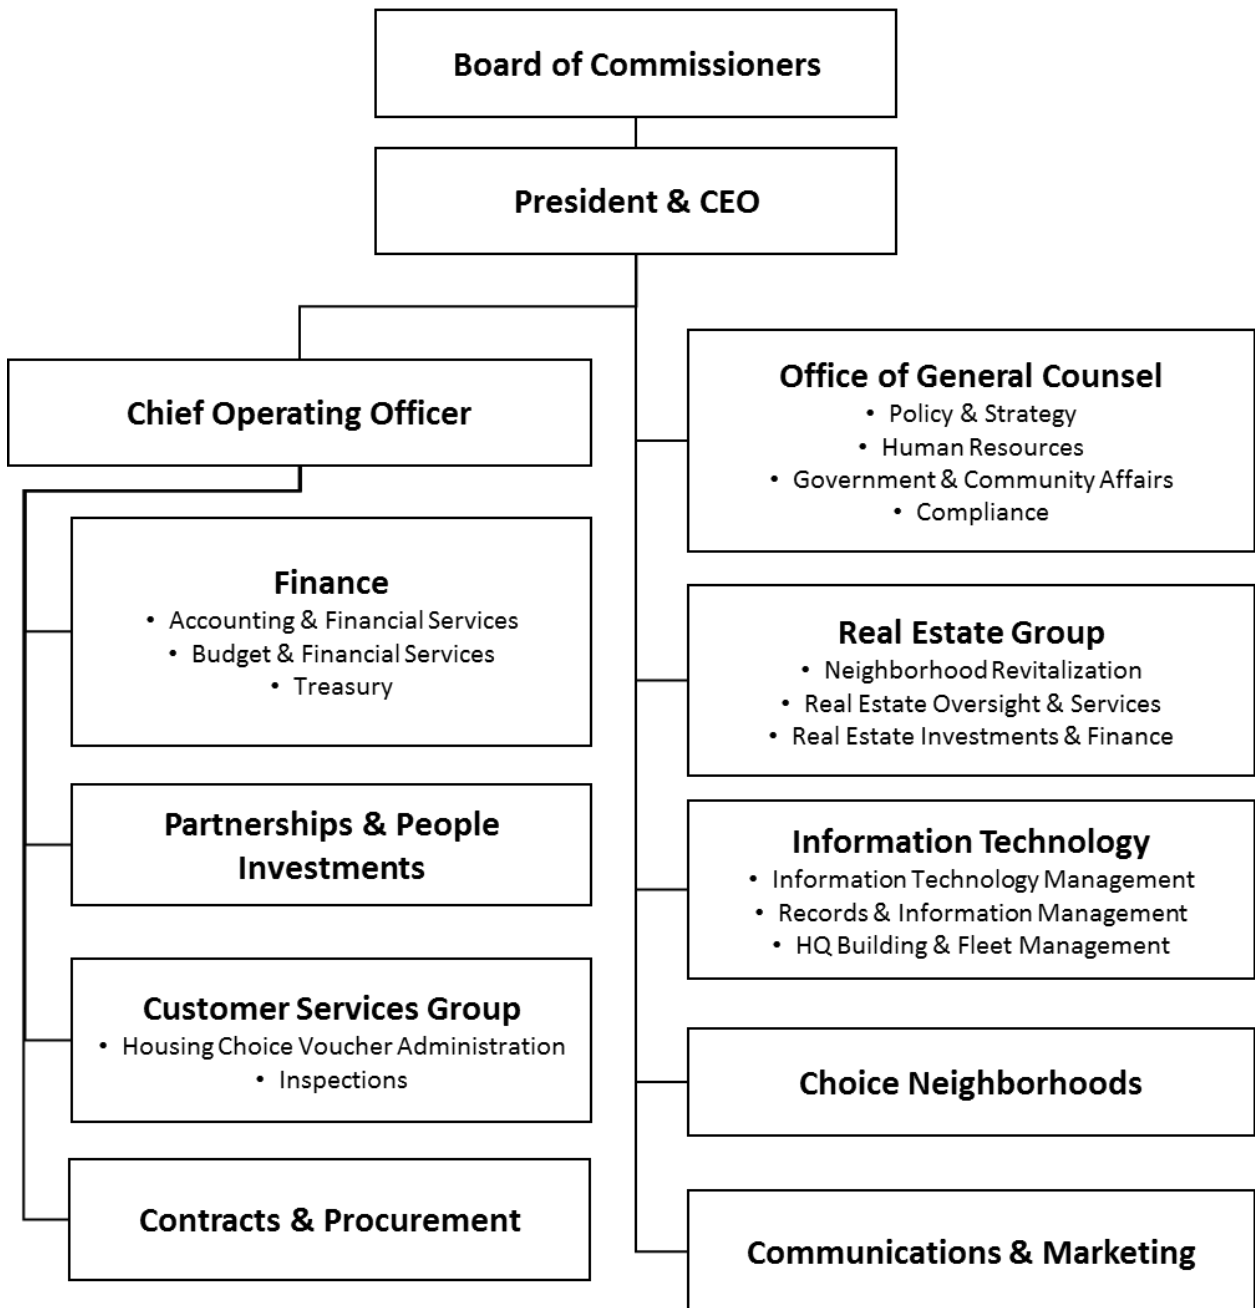 Board of Commissioners
President & CEO
Chief Operating Officer
Finance
• Accounting & Financial Services
• Budget & Financial Services
• Treasury
Partnerships & People
Investments
Customer Services Group
• Housing Choice Voucher Administration
• Inspections
Contracts & Procurement
Office of General Counsel
• Policy & Strategy
• Human Resources
• Government & Community Affairs
• Compliance
Real Estate Group
• Neighborhood Revitalization
• Real Estate Oversight & Services
• Real Estate Investments & Finance
Information Technology
• Information Technology Management
• Records & Information Management
• HQ Building & Fleet Management
Choice Neighborhoods
Communications & Marketing